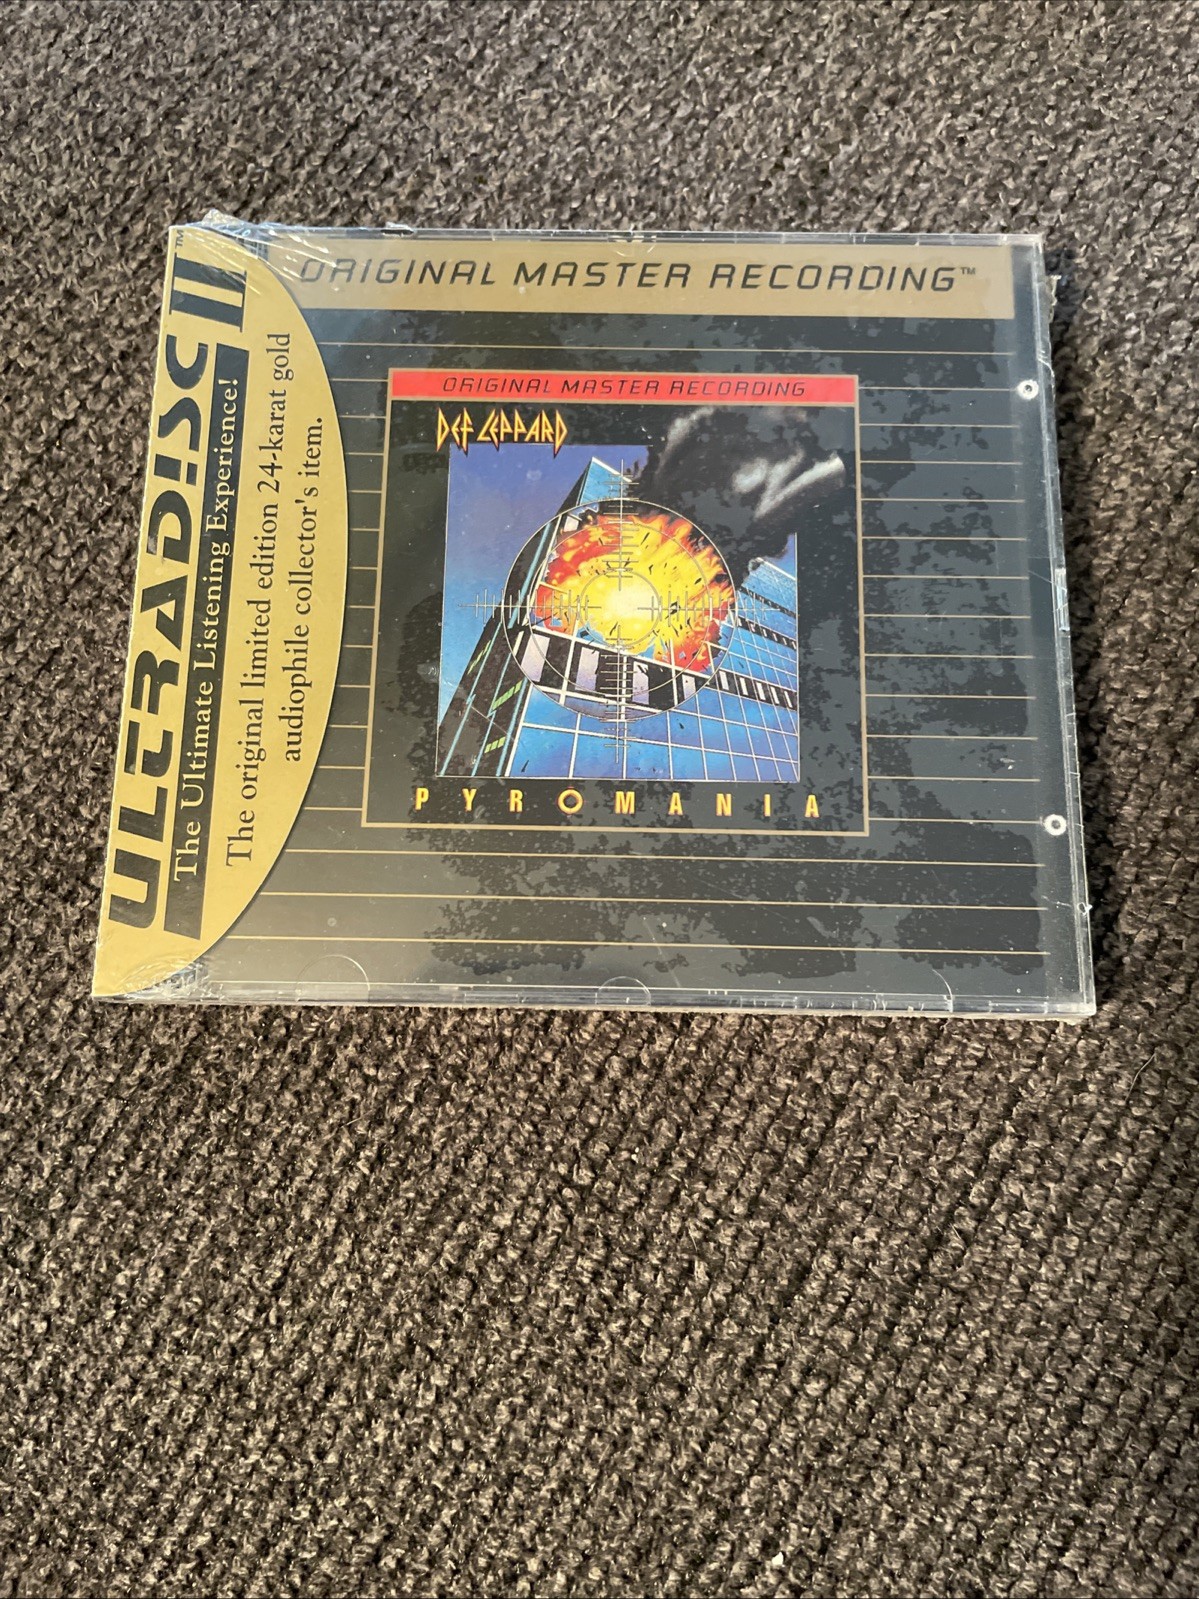 ORIGINAL MASTER RECORDING™
ULTRADISC II™
The Ultimate Listening Experience!
The original limited edition 24-karat gold
audiophile collector's item.
ORIGINAL MASTER RECORDING
DEF LEPPARD
PYROMANIA